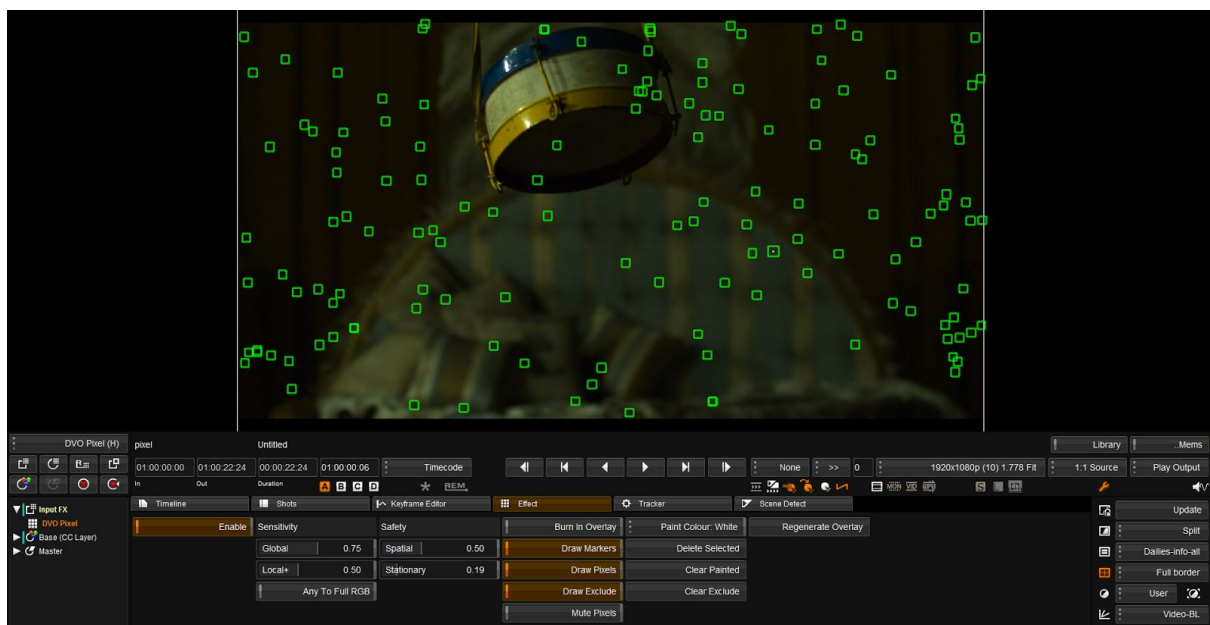 DVO Pixel (H) pixel Untitled Library ..Mems
01:00:00:00 01:00:22:24 00:00:22:24 01:00:00:06 Timecode None >> 0 1920x1080p (10) 1.778 Fit 1:1 Source Play Output
In Out Duration A B C D REM
Input FX Timeline Shots Keyframe Editor Effect Tracker Scene Detect Update
DVO Pixel Enable Sensitivity Safety Burn In Overlay Paint Colour: White Regenerate Overlay Split
Base (CC Layer) Global 0.75 Spatial 0.50 Draw Markers Delete Selected Dailies-info-all
Master Local+ 0.50 Stationary 0.19 Draw Pixels Clear Painted Full border
Any To Full RGB Draw Exclude Clear Exclude User
Mute Pixels Video-BL